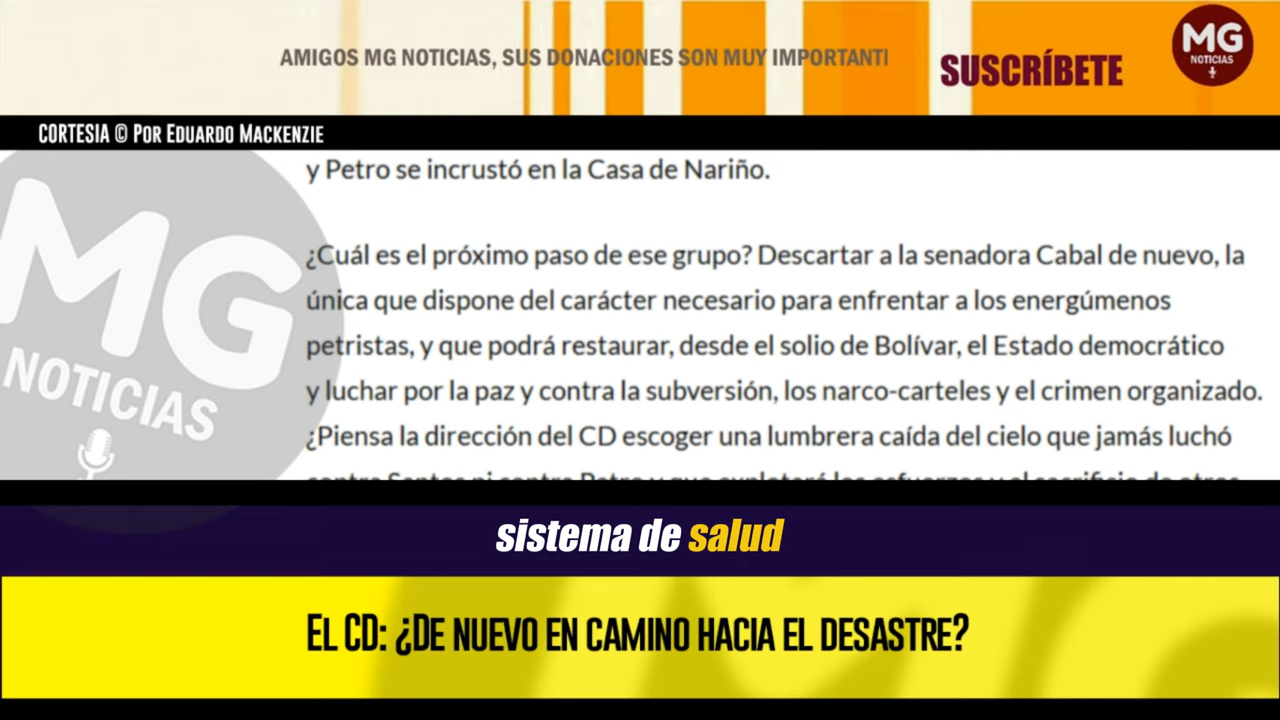 AMIGOS MG NOTICIAS, SUS DONACIONES SON MUY IMPORTANTI
SUSCRÍBETE
MG
NOTICIAS
CORTESIA © POR EDUARDO MACKENZIE
y Petro se incrustó en la Casa de Nariño.
¿Cuál es el próximo paso de ese grupo? Descartar a la senadora Cabal de nuevo, la
única que dispone del carácter necesario para enfrentar a los energúmenos
petristas, y que podrá restaurar, desde el solio de Bolívar, el Estado democrático
y luchar por la paz y contra la subversión, los narco-carteles y el crimen organizado.
¿Piensa la dirección del CD escoger una lumbrera caída del cielo que jamás luchó
MG
NOTICIAS
sistema de salud
EL CD: ¿DE NUEVO EN CAMINO HACIA EL DESASTRE?